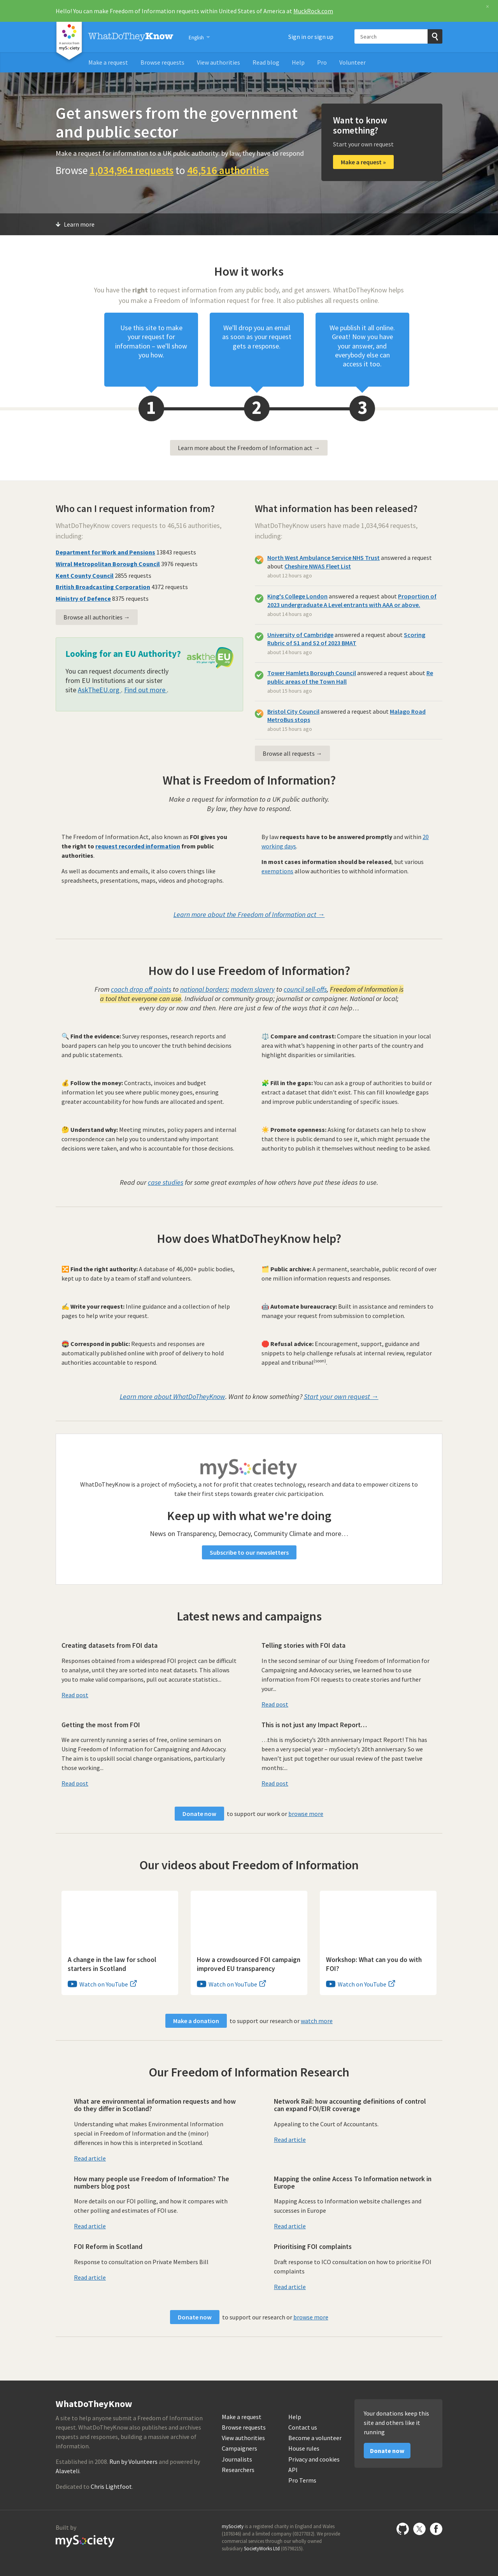 Hello! You can make Freedom of Information requests within United States of America at MuckRock.com
×
A service from
mySociety
WhatDoTheyKnow
English
Sign in or sign up
Search
Make a request
Browse requests
View authorities
Read blog
Help
Pro
Volunteer
Get answers from the government
and public sector
Make a request for information to a UK public authority: by law, they have to respond
Browse 1,034,964 requests to 46,516 authorities
Want to know
something?
Start your own request
Make a request »
Learn more
How it works
You have the right to request information from any public body, and get answers. WhatDoTheyKnow helps
you make a Freedom of Information request for free. It also publishes all requests online.
Use this site to make
your request for
information – we'll show
you how.
We'll drop you an email
as soon as your request
gets a response.
We publish it all online.
Great! Now you have
your answer, and
everybody else can
access it too.
1
2
3
Learn more about the Freedom of Information act →
Who can I request information from?
WhatDoTheyKnow covers requests to 46,516 authorities,
including:
Department for Work and Pensions 13843 requests
Wirral Metropolitan Borough Council 3976 requests
Kent County Council 2855 requests
British Broadcasting Corporation 4372 requests
Ministry of Defence 8375 requests
Browse all authorities →
Looking for an EU Authority?
ask the EU
You can request documents directly
from EU Institutions at our sister
site AskTheEU.org . Find out more .
What information has been released?
WhatDoTheyKnow users have made 1,034,964 requests,
including:
North West Ambulance Service NHS Trust answered a request
about Cheshire NWAS Fleet List
about 12 hours ago
King's College London answered a request about Proportion of
2023 undergraduate A Level entrants with AAA or above.
about 14 hours ago
University of Cambridge answered a request about Scoring
Rubric of S1 and S2 of 2023 BMAT
about 14 hours ago
Tower Hamlets Borough Council answered a request about Re
public areas of the Town Hall
about 15 hours ago
Bristol City Council answered a request about Malago Road
MetroBus stops
about 15 hours ago
Browse all requests →
What is Freedom of Information?
Make a request for information to a UK public authority.
By law, they have to respond.
The Freedom of Information Act, also known as FOI gives you
the right to request recorded information from public
authorities.
As well as documents and emails, it also covers things like
spreadsheets, presentations, maps, videos and photographs.
By law requests have to be answered promptly and within 20
working days.
In most cases information should be released, but various
exemptions allow authorities to withhold information.
Learn more about the Freedom of Information act →
How do I use Freedom of Information?
From coach drop off points to national borders; modern slavery to council sell-offs, Freedom of Information is
a tool that everyone can use. Individual or community group; journalist or campaigner. National or local;
every day or now and then. Here are just a few of the ways that it can help…
🔍 Find the evidence: Survey responses, research reports and
board papers can help you to uncover the truth behind decisions
and public statements.
⚖️ Compare and contrast: Compare the situation in your local
area with what's happening in other parts of the country and
highlight disparities or similarities.
💰 Follow the money: Contracts, invoices and budget
information let you see where public money goes, ensuring
greater accountability for how funds are allocated and spent.
🧩 Fill in the gaps: You can ask a group of authorities to build or
extract a dataset that didn't exist. This can fill knowledge gaps
and improve public understanding of specific issues.
🤔 Understand why: Meeting minutes, policy papers and internal
correspondence can help you to understand why important
decisions were taken, and who is accountable for those decisions.
☀️ Promote openness: Asking for datasets can help to show
that there is public demand to see it, which might persuade the
authority to publish it themselves without needing to be asked.
Read our case studies for some great examples of how others have put these ideas to use.
How does WhatDoTheyKnow help?
🔀 Find the right authority: A database of 46,000+ public bodies,
kept up to date by a team of staff and volunteers.
🗂️ Public archive: A permanent, searchable, public record of over
one million information requests and responses.
✍️ Write your request: Inline guidance and a collection of help
pages to help write your request.
🤖 Automate bureaucracy: Built in assistance and reminders to
manage your request from submission to completion.
📯 Correspond in public: Requests and responses are
automatically published online with proof of delivery to hold
authorities accountable to respond.
🛑 Refusal advice: Encouragement, support, guidance and
snippets to help challenge refusals at internal review, regulator
appeal and tribunal(soon).
Learn more about WhatDoTheyKnow. Want to know something? Start your own request →
mySociety
WhatDoTheyKnow is a project of mySociety, a not for profit that creates technology, research and data to empower citizens to
take their first steps towards greater civic participation.
Keep up with what we're doing
News on Transparency, Democracy, Community Climate and more…
Subscribe to our newsletters
Latest news and campaigns
Creating datasets from FOI data
Responses obtained from a widespread FOI project can be difficult
to analyse, until they are sorted into neat datasets. This allows
you to make valid comparisons, pull out accurate statistics...
Read post
Telling stories with FOI data
In the second seminar of our Using Freedom of Information for
Campaigning and Advocacy series, we learned how to use
information from FOI requests to create stories and further
your...
Read post
Getting the most from FOI
We are currently running a series of free, online seminars on
Using Freedom of Information for Campaigning and Advocacy.
The aim is to upskill social change organisations, particularly
those working...
Read post
This is not just any Impact Report…
…this is mySociety's 20th anniversary Impact Report! This has
been a very special year – mySociety's 20th anniversary. So we
haven't just put together our usual review of the past twelve
months:...
Read post
Donate now to support our work or browse more
Our videos about Freedom of Information
A change in the law for school
starters in Scotland
Watch on YouTube
How a crowdsourced FOI campaign
improved EU transparency
Watch on YouTube
Workshop: What can you do with
FOI?
Watch on YouTube
Make a donation to support our research or watch more
Our Freedom of Information Research
What are environmental information requests and how
do they differ in Scotland?
Understanding what makes Environmental Information
special in Freedom of Information and the (minor)
differences in how this is interpreted in Scotland.
Read article
Network Rail: how accounting definitions of control
can expand FOI/EIR coverage
Appealing to the Court of Accountants.
Read article
How many people use Freedom of Information? The
numbers blog post
More details on our FOI polling, and how it compares with
other polling and estimates of FOI use.
Read article
Mapping the online Access To Information network in
Europe
Mapping Access to Information website challenges and
successes in Europe
Read article
FOI Reform in Scotland
Response to consultation on Private Members Bill
Read article
Prioritising FOI complaints
Draft response to ICO consultation on how to prioritise FOI
complaints
Read article
Donate now to support our research or browse more
WhatDoTheyKnow
A site to help anyone submit a Freedom of Information
request. WhatDoTheyKnow also publishes and archives
requests and responses, building a massive archive of
information.
Established in 2008. Run by Volunteers and powered by
Alaveteli
Dedicated to Chris Lightfoot.
Make a request
Browse requests
View authorities
Campaigners
Journalists
Researchers
Help
Contact us
Become a volunteer
House rules
Privacy and cookies
API
Pro Terms
Your donations keep this
site and others like it
running
Donate now
Built by
mySociety
mySociety is a registered charity in England and Wales
(1076346) and a limited company (03277032). We provide
commercial services through our wholly owned
subsidiary SocietyWorks Ltd (05798215).